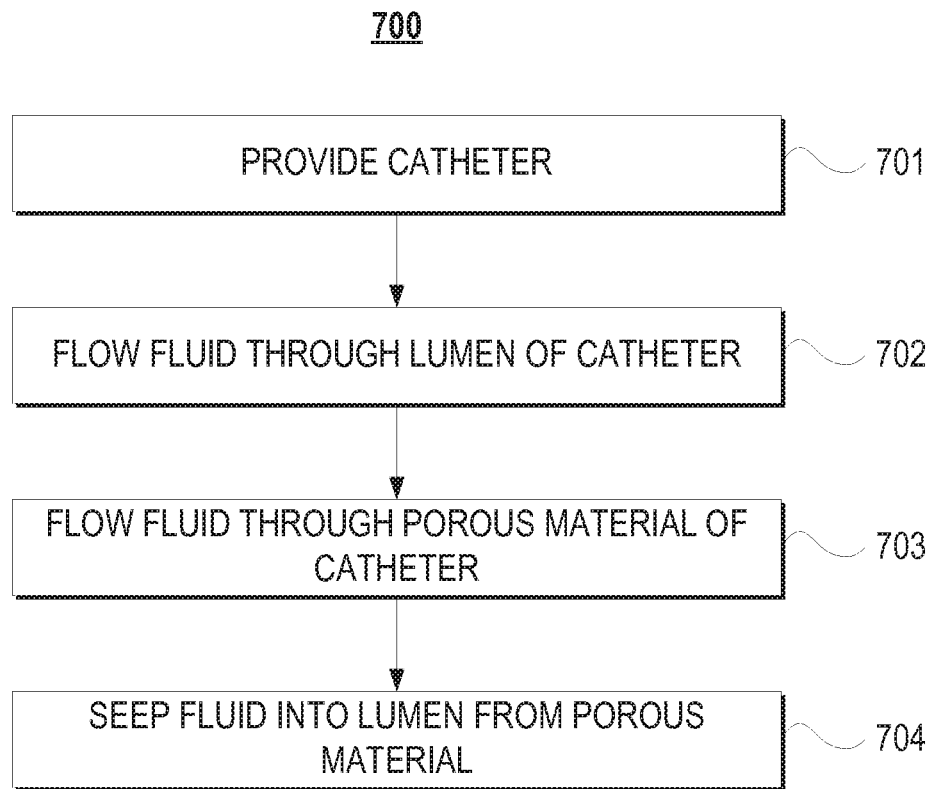 700
PROVIDE CATHETER
701
FLOW FLUID THROUGH LUMEN OF CATHETER
702
FLOW FLUID THROUGH POROUS MATERIAL OF
CATHETER
703
SEEP FLUID INTO LUMEN FROM POROUS
MATERIAL
704